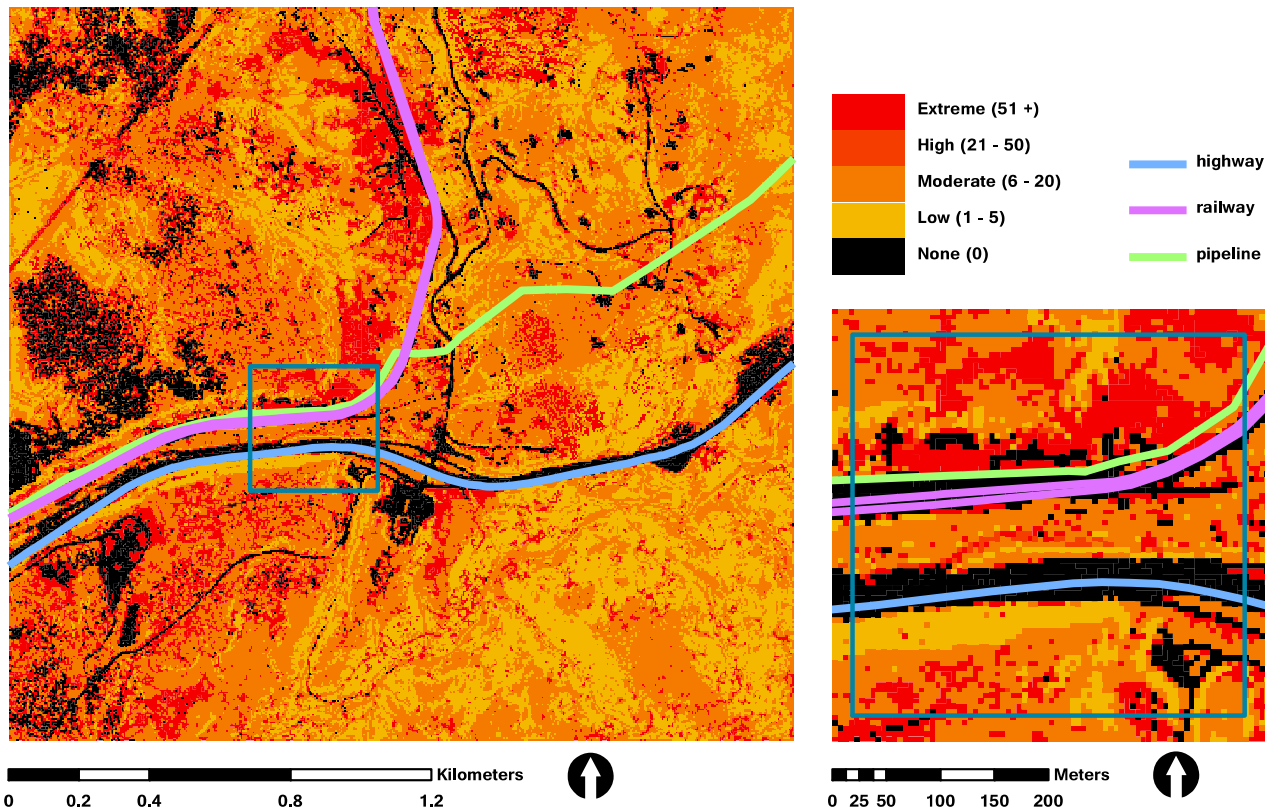 Extreme (51 +)
High (21 - 50)
Moderate (6 - 20)
Low (1 - 5)
None (0)
highway
railway
pipeline
Kilometers
0 0.2 0.4 0.8 1.2
Meters
0 25 50 100 150 200